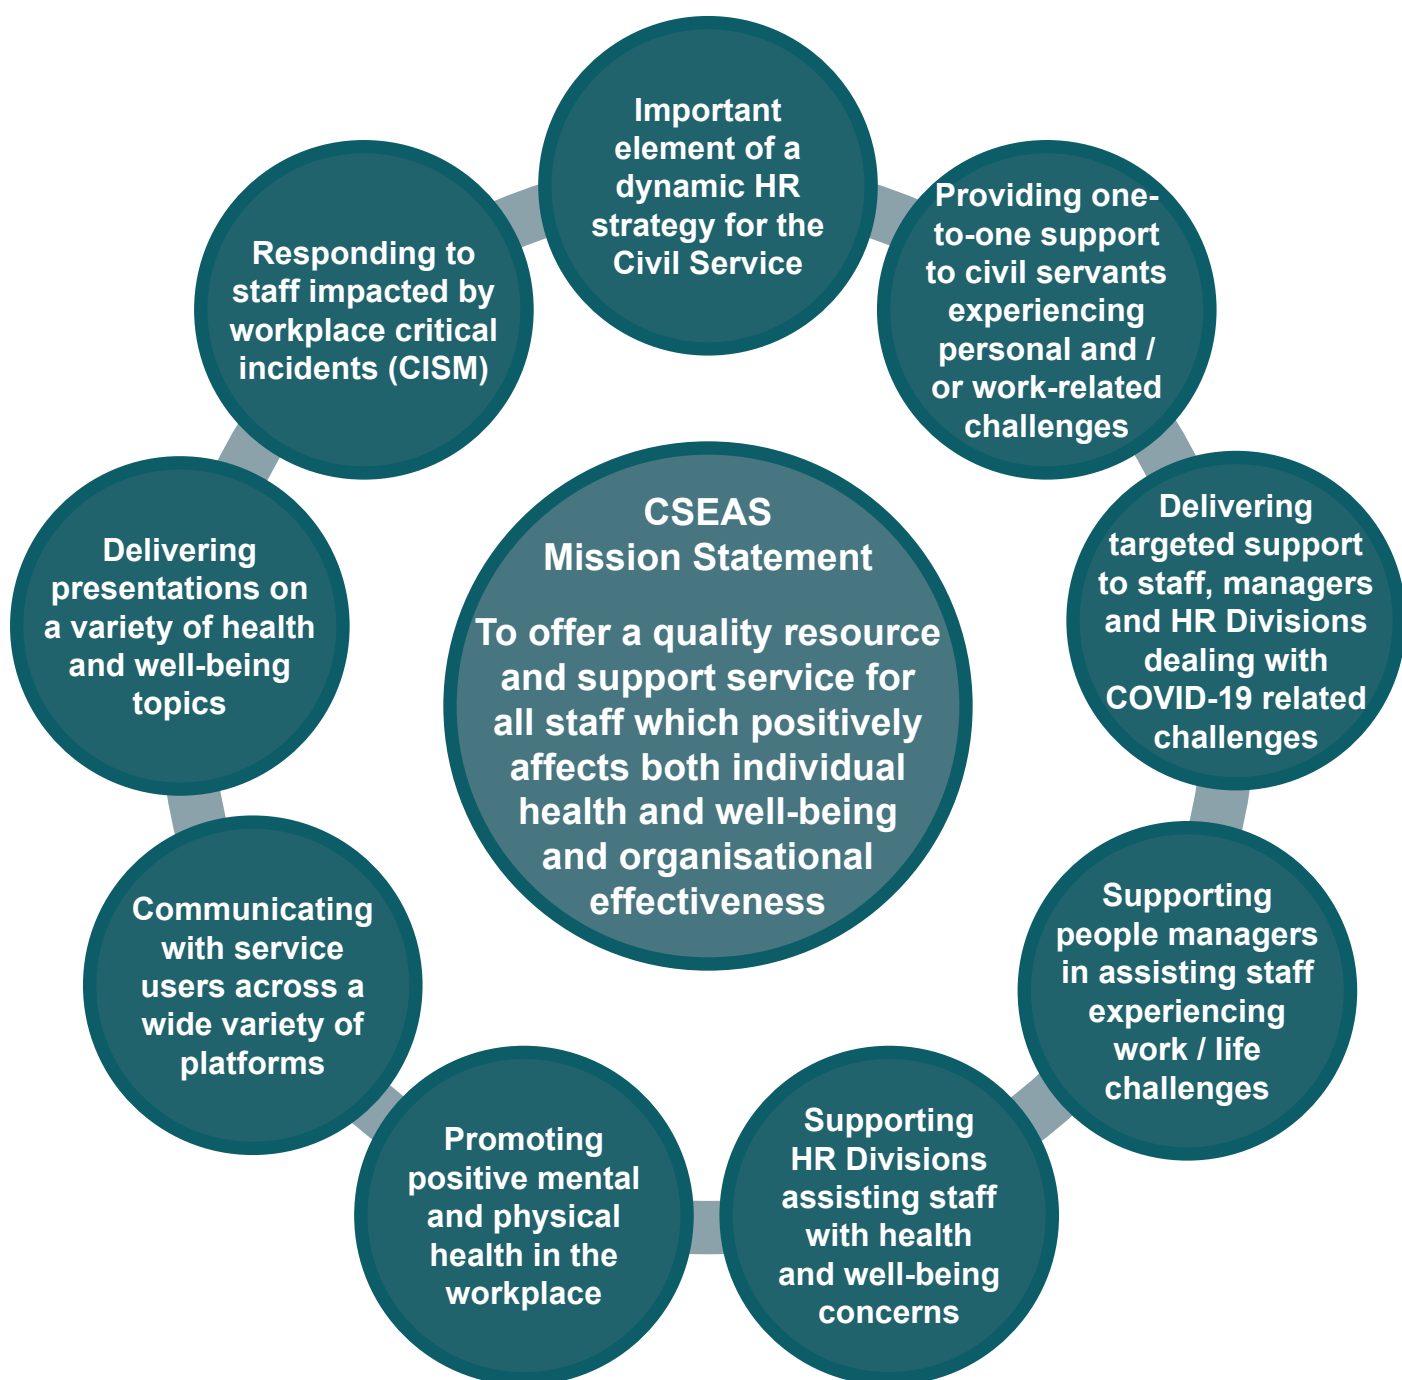 Important
element of a
dynamic HR
strategy for the
Civil Service
Providing one-
to-one support
to civil servants
experiencing
personal and /
or work-related
challenges
Delivering
targeted support
to staff, managers
and HR Divisions
dealing with
COVID-19 related
challenges
Supporting
people managers
in assisting staff
experiencing
work / life
challenges
Supporting
HR Divisions
assisting staff
with health
and well-being
concerns
Promoting
positive mental
and physical
health in the
workplace
Communicating
with service
users across a
wide variety of
platforms
Delivering
presentations on
a variety of health
and well-being
topics
Responding to
staff impacted by
workplace critical
incidents (CISM)
CSEAS
Mission Statement
To offer a quality resource
and support service for
all staff which positively
affects both individual
health and well-being
and organisational
effectiveness